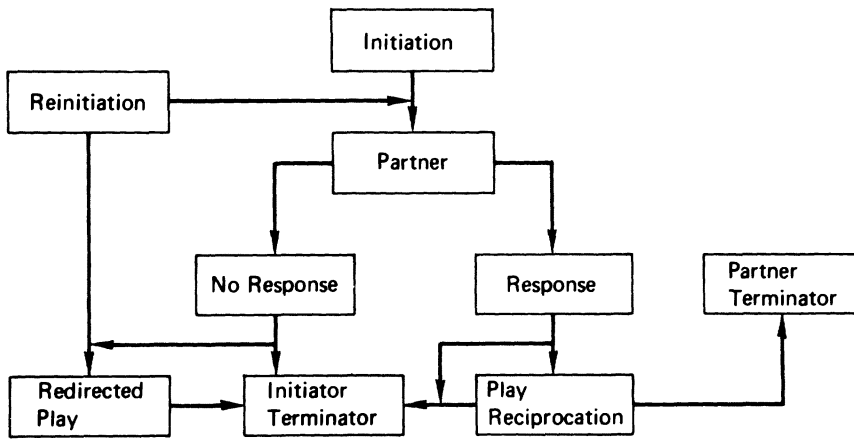 Initiation
Reinitiation
Partner
No Response
Response
Partner
Terminator
Redirected
Play
Initiator
Terminator
Play
Reciprocation